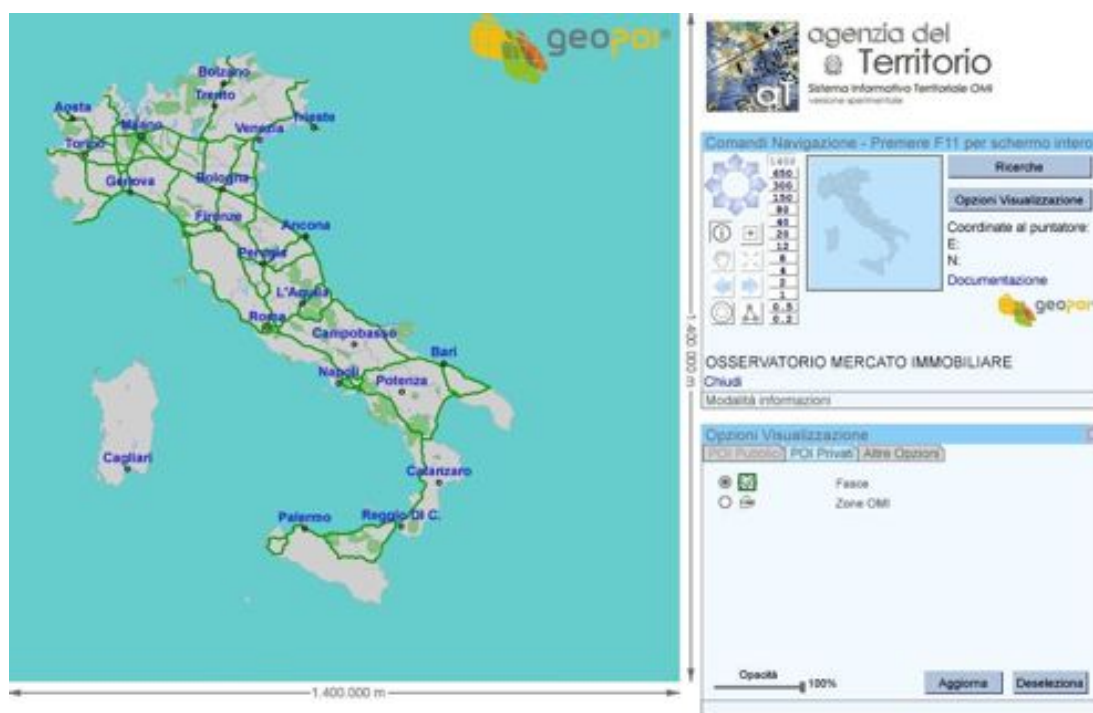 geopoi
Bolzano
Trento
Aosta
Milano
Venezia
Trieste
Torino
Genova
Bologna
Firenze
Ancona
Perugia
L'Aquila
Roma
Campobasso
Bari
Napoli
Potenza
Cagliari
Catanzaro
Palermo
Reggio Di C.
1.400.000 m
1.400.000 m
agenzia del
Territorio
Sistema Informativo Territoriale OMI
versione sperimentale
Comandi Navigazione - Premere F11 per schermo intero
1400
650
300
150
80
40
20
12
8
4
2
1
0.5
0.2
Ricerche
Opzioni Visualizzazione
Coordinate al puntatore:
E:
N:
Documentazione
geopoi
OSSERVATORIO MERCATO IMMOBILIARE
Chiudi
Modalità informazioni
Opzioni Visualizzazione
POI Pubblici POI Privati Altre Opzioni
Fasce
Zone OMI
Opacità
100%
Aggiorna Deseleziona